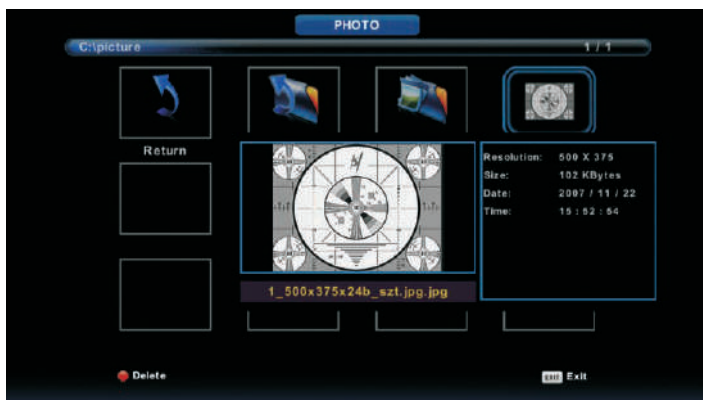 PHOTO
C:\picture
1 / 1
Return
Resolution: 500 X 375
Size: 102 KBytes
Date: 2007 / 11 / 22
Time: 15 : 52 : 54
1_500x375x24b_szt.jpg.jpg
Delete
EXIT Exit